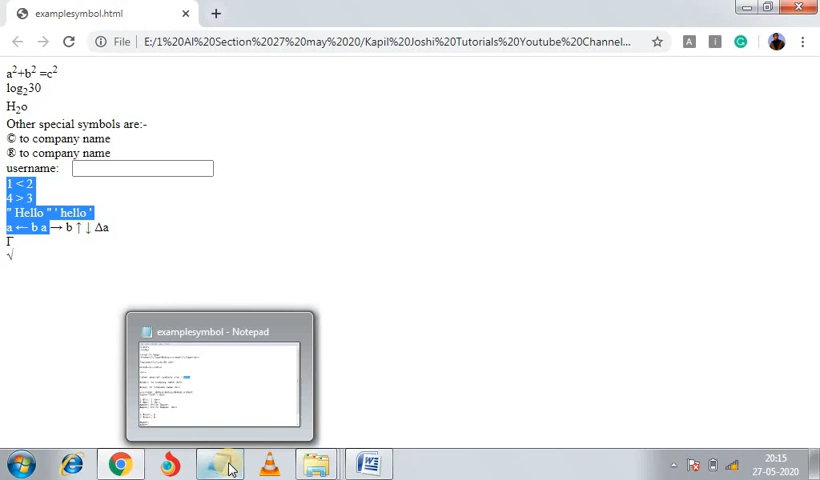 examplesymbol.html
File E:/1%20AI%20Section%2027%20may%2020/Kapil%20Joshi%20Tutorials%20Youtube%20Channel...
a²+b² =c²
log₂30
H₂o
Other special symbols are:-
© to company name
® to company name
username:
1 < 2
4 > 3
" Hello " ' hello '
a ← b a → b ↑ ↓ Δa
Γ
√
examplesymbol - Notepad
20:15
27-05-2020